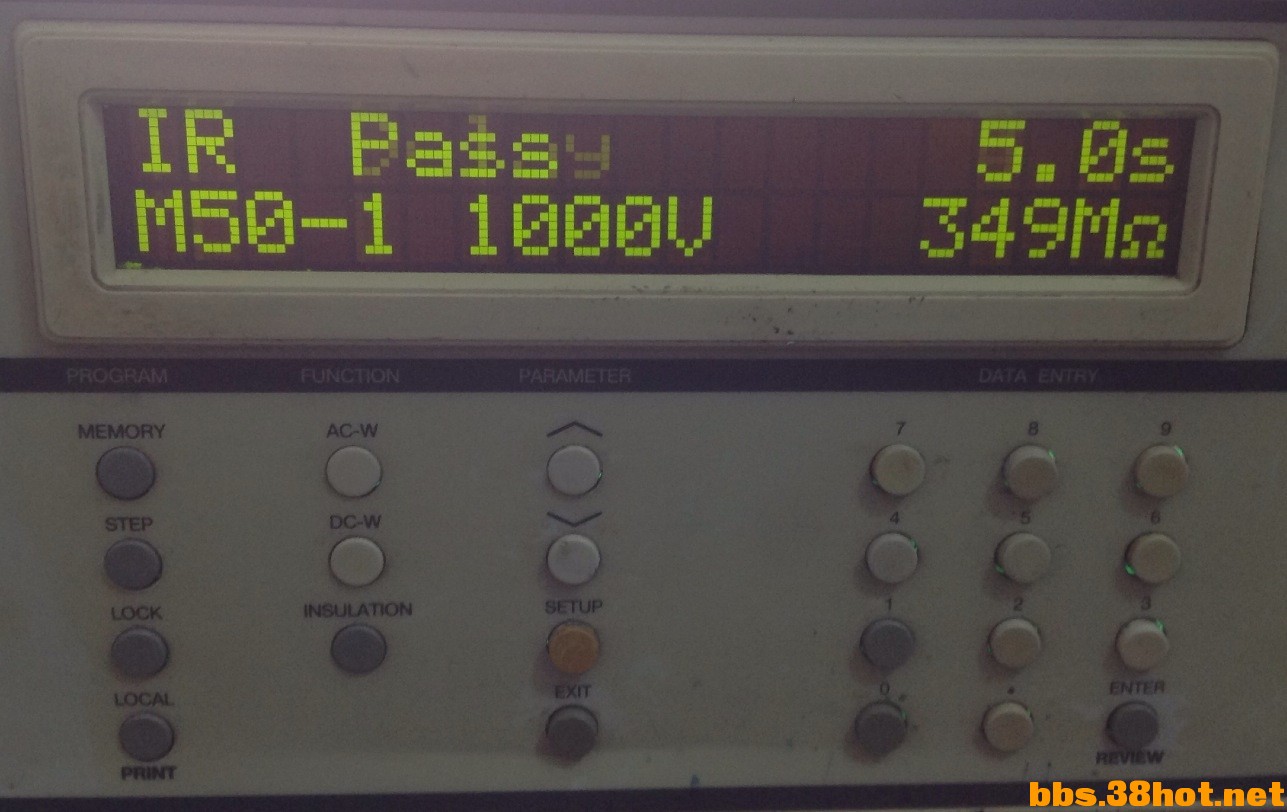 IR Pass 5.0s
M50-1 1000V 349MΩ
PROGRAM FUNCTION PARAMETER DATA ENTRY
MEMORY AC-W 7 8 9
STEP DC-W 4 5 6
LOCK INSULATION SETUP 1 2 3
LOCAL EXIT 0 . ENTER
PRINT REVIEW
bbs.38hot.net